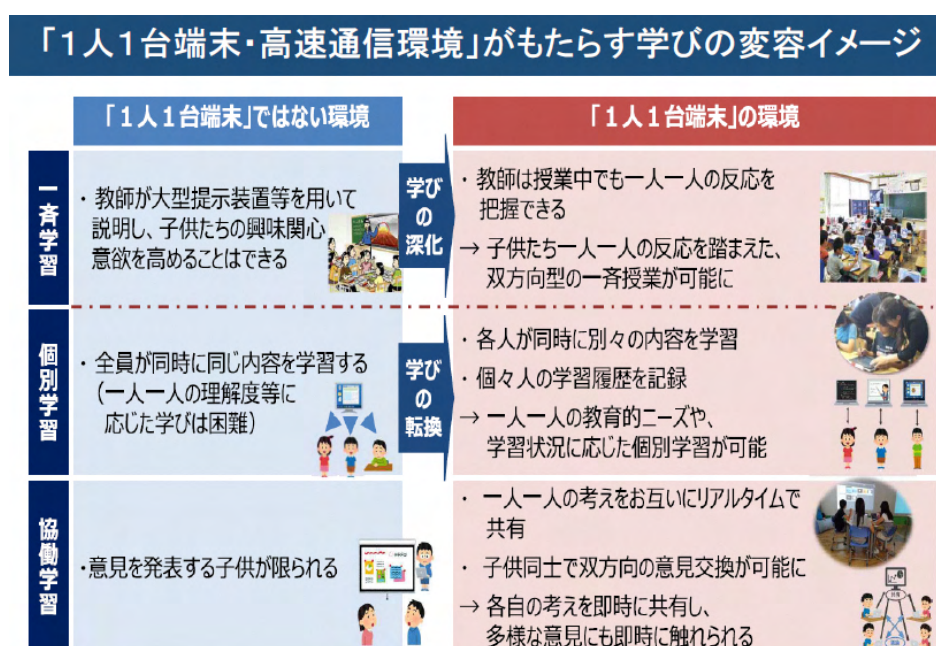 「1人1台端末・高速通信環境」がもたらす学びの変容イメージ
「1人1台端末」ではない環境
「1人1台端末」の環境
一斉学習
・教師が大型提示装置等を用いて
説明し、子供たちの興味関心
意欲を高めることはできる
学び
の
深化
・教師は授業中でも一人一人の反応を
把握できる
→ 子供たち一人一人の反応を踏まえた、
双方向型の一斉授業が可能に
個別学習
・全員が同時に同じ内容を学習する
(一人一人の理解度等に
応じた学びは困難)
学び
の
転換
・各人が同時に別々の内容を学習
・個々人の学習履歴を記録
→ 一人一人の教育的ニーズや、
学習状況に応じた個別学習が可能
協働学習
・意見を発表する子供が限られる
・一人一人の考えをお互いにリアルタイムで
共有
・子供同士で双方向の意見交換が可能に
→ 各自の考えを即時に共有し、
多様な意見にも即時に触れられる